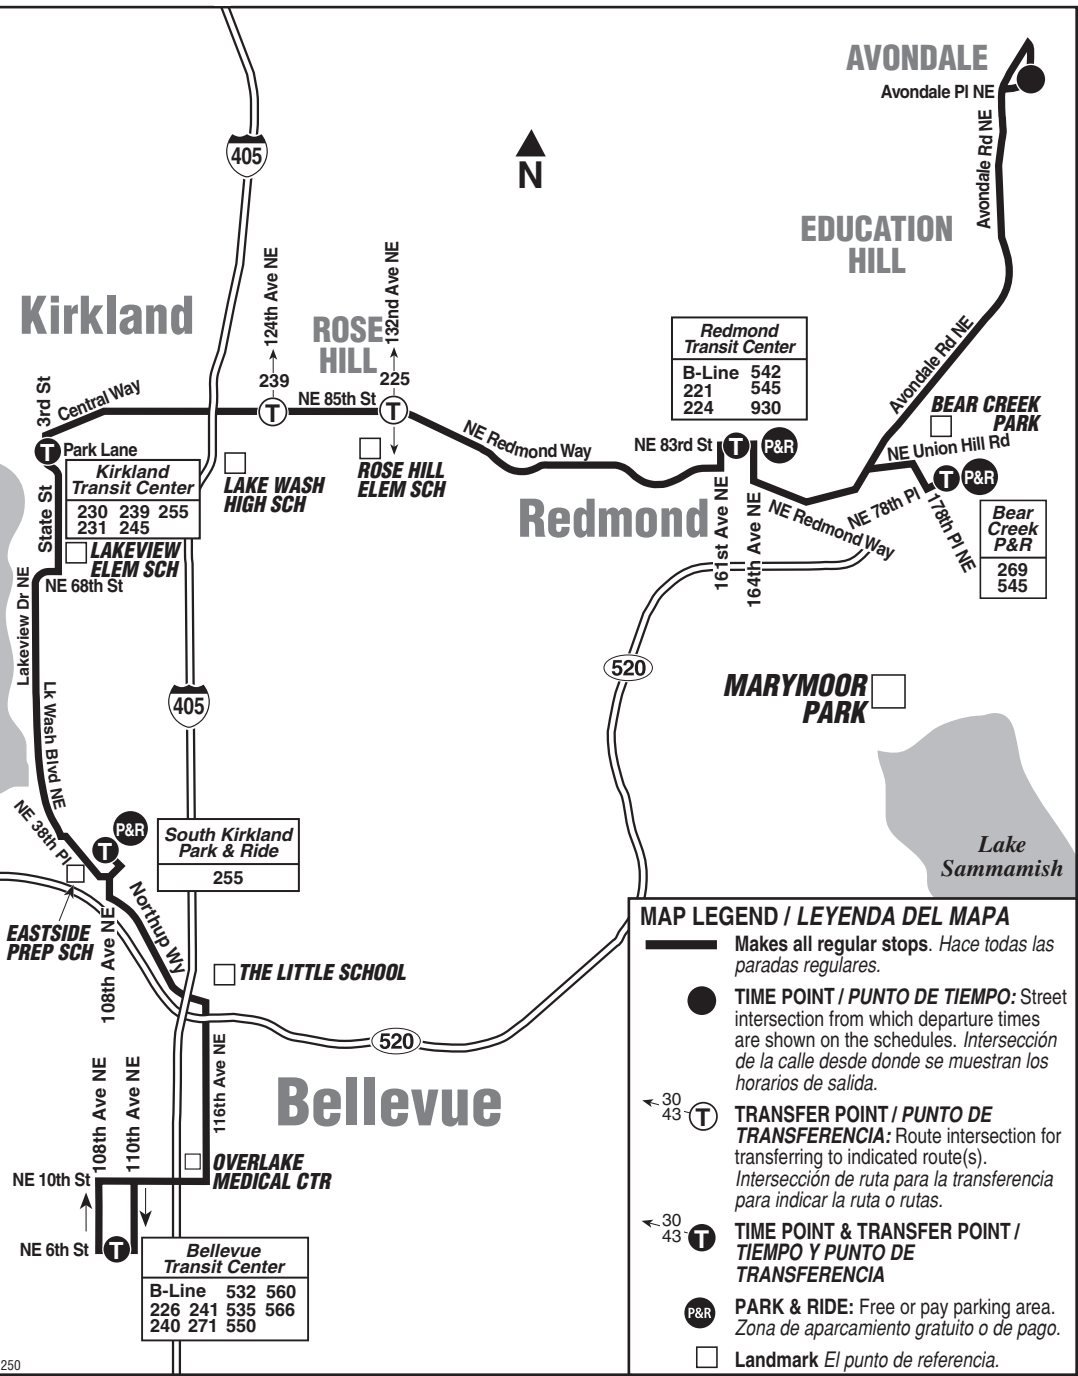 AVONDALE
Avondale Pl NE
Avondale Rd NE
405
N
EDUCATION
HILL
Kirkland
124th Ave NE
ROSE
HILL
132nd Ave NE
239
225
Redmond
Transit Center
B-Line 542
221 545
224 930
Avondale Rd NE
3rd St
Central Way
T
NE 85th St
T
NE Redmond Way
BEAR CREEK
PARK
NE Union Hill Rd
T
Park Lane
Kirkland
Transit Center
230 239 255
231 245
LAKE WASH
HIGH SCH
ROSE HILL
ELEM SCH
NE 83rd St
T
P&R
Redmond
161st Ave NE
164th Ave NE
NE Redmond Way
NE 78th Pl
T
P&R
178th Pl NE
Bear
Creek
P&R
269
545
State St
LAKEVIEW
ELEM SCH
NE 68th St
Lakeview Dr NE
520
405
MARYMOOR
PARK
Lk Wash Blvd NE
NE 38th Pl
T
P&R
South Kirkland
Park & Ride
255
Lake
Sammamish
EASTSIDE
PREP SCH
108th Ave NE
Northup Wy
THE LITTLE SCHOOL
520
116th Ave NE
Bellevue
108th Ave NE
110th Ave NE
OVERLAKE
MEDICAL CTR
NE 10th St
NE 6th St
T
Bellevue
Transit Center
B-Line 532 560
226 241 535 566
240 271 550
250
MAP LEGEND / LEYENDA DEL MAPA
Makes all regular stops. Hace todas las
paradas regulares.
TIME POINT / PUNTO DE TIEMPO: Street
intersection from which departure times
are shown on the schedules. Intersección
de la calle desde donde se muestran los
horarios de salida.
30
43 T
TRANSFER POINT / PUNTO DE
TRANSFERENCIA: Route intersection for
transferring to indicated route(s).
Intersección de ruta para la transferencia
para indicar la ruta o rutas.
30
43 T
TIME POINT & TRANSFER POINT /
TIEMPO Y PUNTO DE
TRANSFERENCIA
P&R
PARK & RIDE: Free or pay parking area.
Zona de aparcamiento gratuito o de pago.
Landmark El punto de referencia.